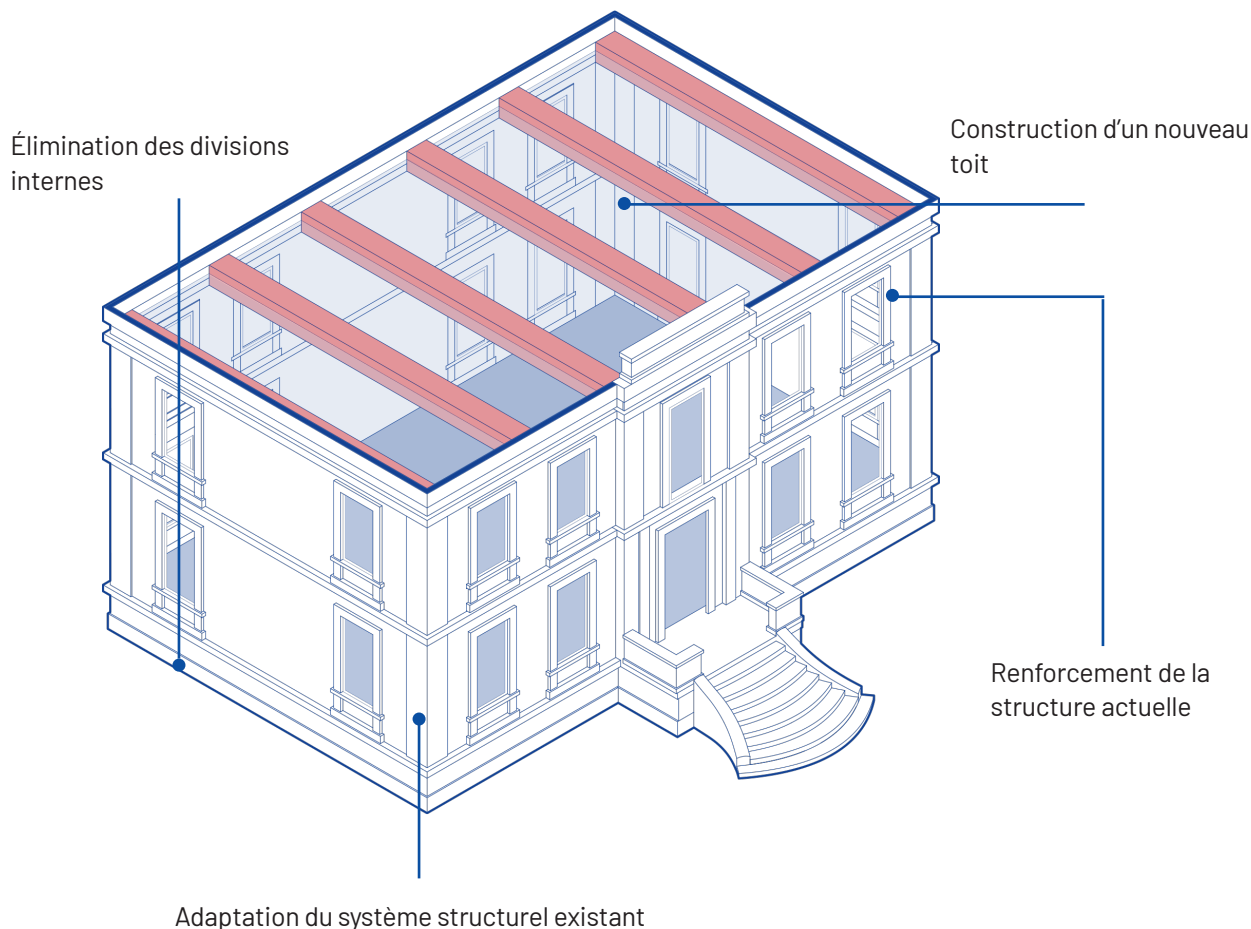 Élimination des divisions
internes
Construction d’un nouveau
toit
Renforcement de la
structure actuelle
Adaptation du système structurel existant